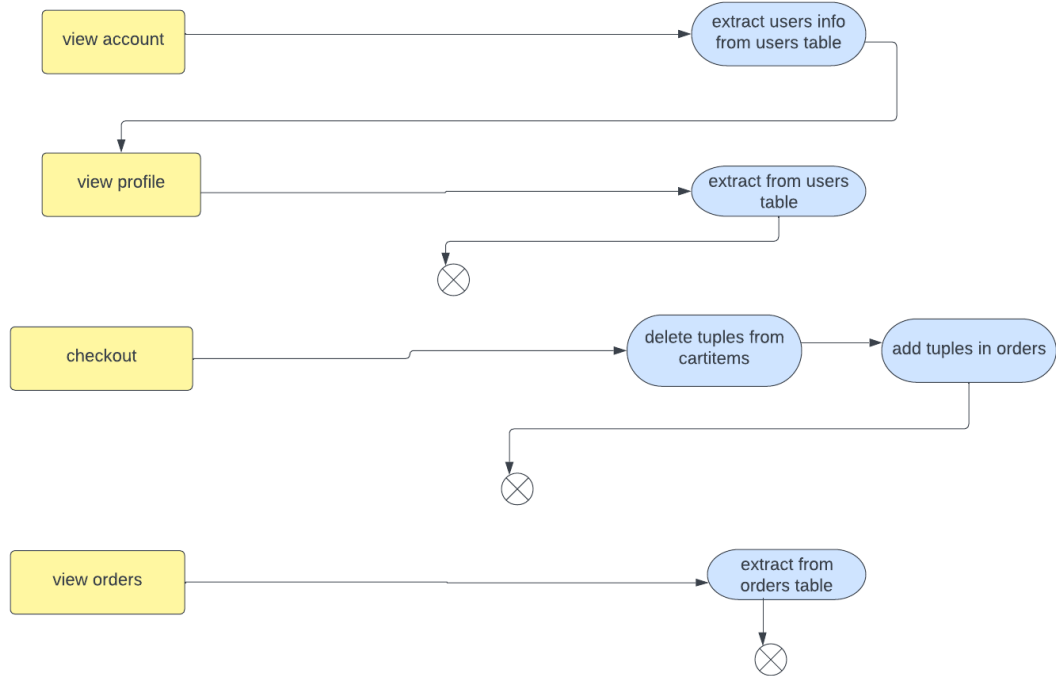 view account
extract users info
from users table
view profile
extract from users
table
checkout
delete tuples from
cartitems
add tuples in orders
view orders
extract from
orders table